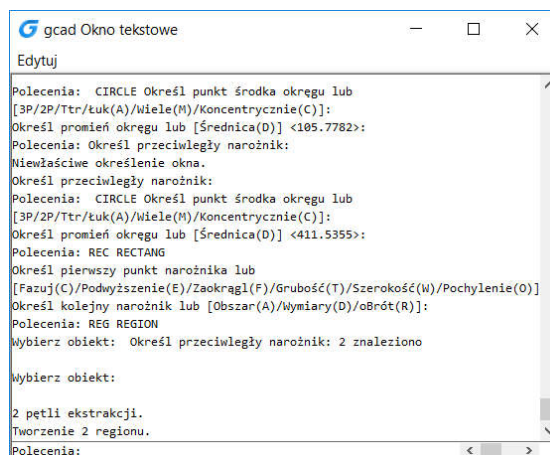 gcad Okno tekstowe
Edytuj
Polecenia:  CIRCLE Określ punkt środka okręgu lub
[3P/2P/Ttr/Łuk(A)/Wiele(M)/Koncentrycznie(C)]:
Określ promień okręgu lub [Średnica(D)] <105.7782>:
Polecenia: Określ przeciwległy narożnik:
Niewłaściwe określenie okna.
Określ przeciwległy narożnik:
Polecenia:  CIRCLE Określ punkt środka okręgu lub
[3P/2P/Ttr/Łuk(A)/Wiele(M)/Koncentrycznie(C)]:
Określ promień okręgu lub [Średnica(D)] <411.5355>:
Polecenia: REC RECTANG
Określ pierwszy punkt narożnika lub
[Fazuj(C)/Podwyższenie(E)/Zaokrągl(F)/Grubość(T)/Szerokość(W)/Pochylenie(O)]
Określ kolejny narożnik lub [Obszar(A)/Wymiary(D)/oBrót(R)]:
Polecenia: REG REGION
Wybierz obiekt:  Określ przeciwległy narożnik: 2 znaleziono
Wybierz obiekt:
2 pętli ekstrakcji.
Tworzenie 2 regionu.
Polecenia: